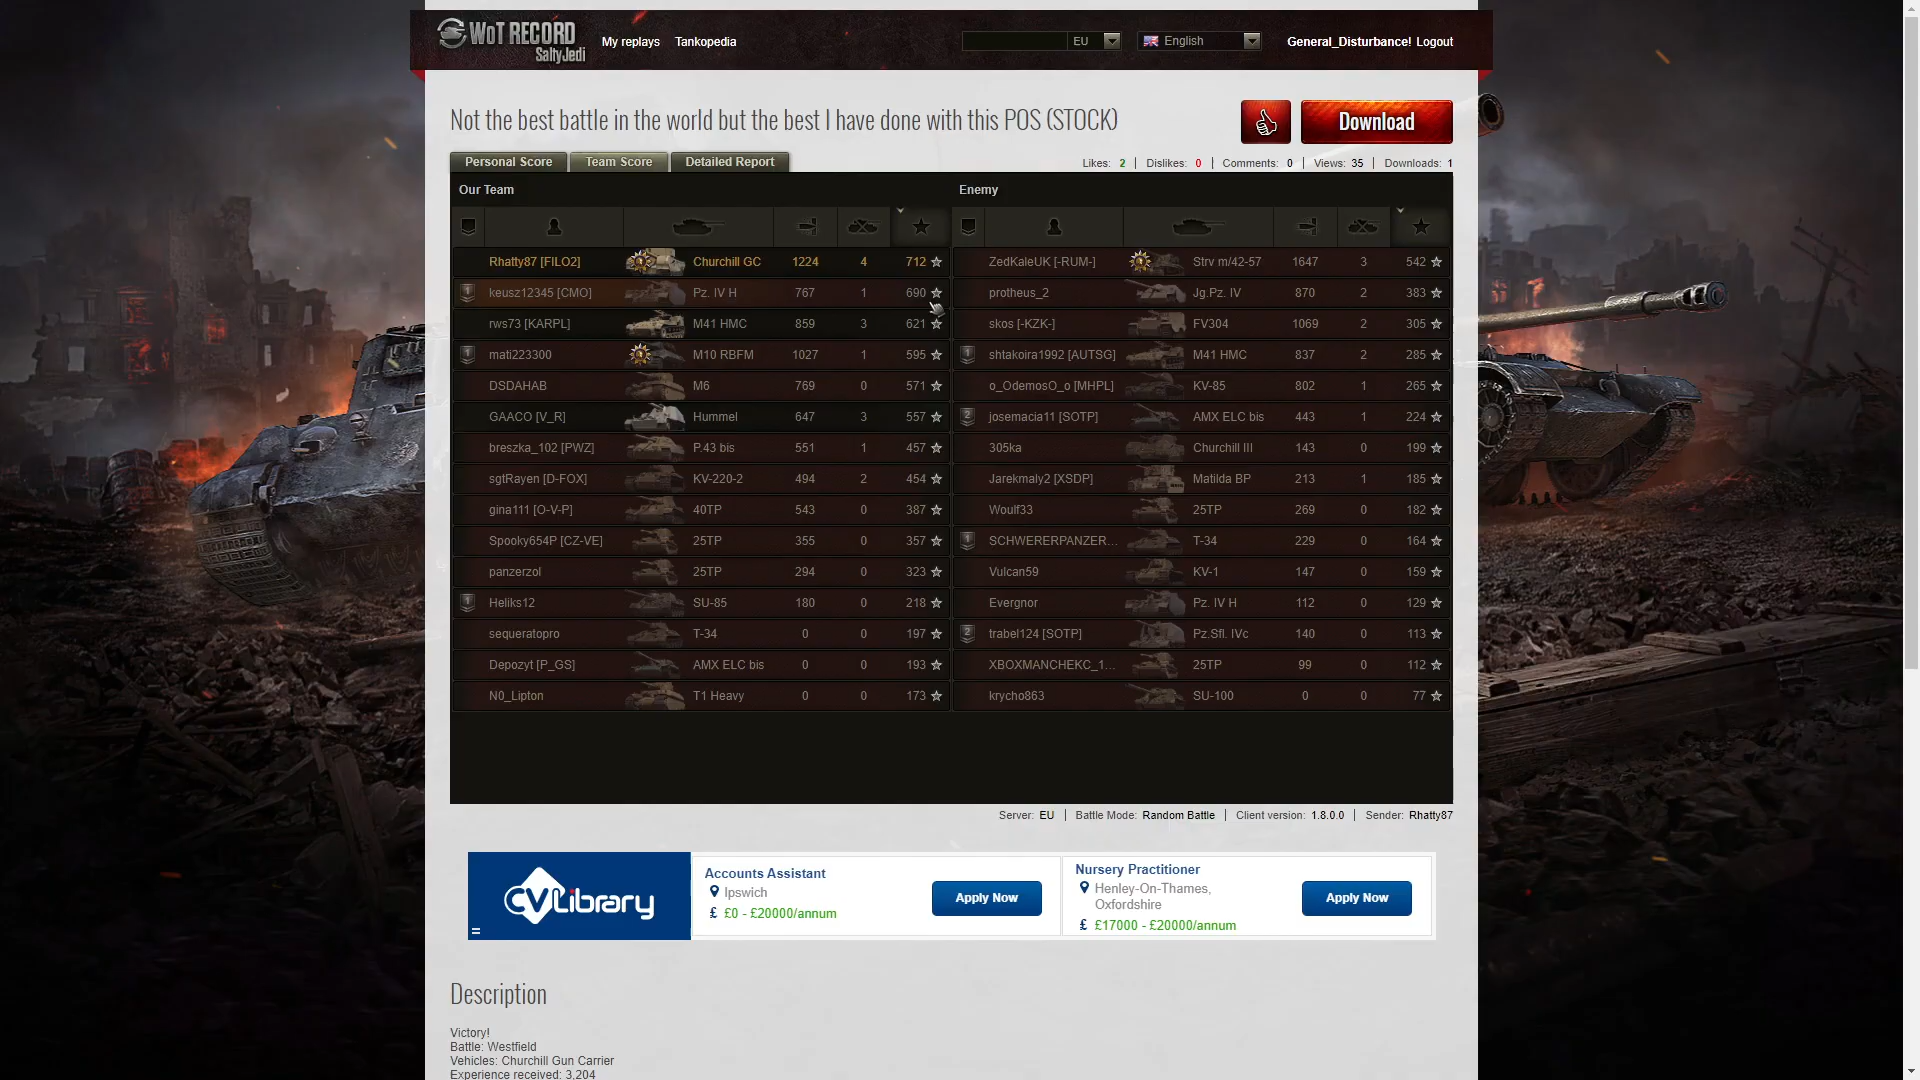 WoT RECORD
SaltyJedi
My replays
Tankopedia
EU
English
General_Disturbance! Logout
Not the best battle in the world but the best I have done with this POS (STOCK)
Download
Personal Score
Team Score
Detailed Report
Likes: 2 | Dislikes: 0 | Comments: 0 | Views: 35 | Downloads: 1
Our Team
Rhatty87 [FILO2] Churchill GC 1224 4 712
1 keusz12345 [CMO] Pz. IV H 767 1 690
rws73 [KARPL] M41 HMC 859 3 621
1 mati223300 M10 RBFM 1027 1 595
DSDAHAB M6 769 0 571
GAACO [V_R] Hummel 647 3 557
breszka_102 [PWZ] P.43 bis 551 1 457
sgtRayen [D-FOX] KV-220-2 494 2 454
gina111 [O-V-P] 40TP 543 0 387
Spooky654P [CZ-VE] 25TP 355 0 357
panzerzol 25TP 294 0 323
1 Heliks12 SU-85 180 0 218
sequeratopro T-34 0 0 197
Depozyt [P_GS] AMX ELC bis 0 0 193
N0_Lipton T1 Heavy 0 0 173
Enemy
ZedKaleUK [-RUM-] Strv m/42-57 1647 3 542
protheus_2 Jg.Pz. IV 870 2 383
skos [-KZK-] FV304 1069 2 305
1 shtakoira1992 [AUTSG] M41 HMC 837 2 285
o_OdemosO_o [MHPL] KV-85 802 1 265
2 josemacia11 [SOTP] AMX ELC bis 443 1 224
305ka Churchill III 143 0 199
Jarekmaly2 [XSDP] Matilda BP 213 1 185
Woulf33 25TP 269 0 182
1 SCHWERERPANZER... T-34 229 0 164
Vulcan59 KV-1 147 0 159
Evergnor Pz. IV H 112 0 129
2 trabel124 [SOTP] Pz.Sfl. IVc 140 0 113
XBOXMANCHEKC_1... 25TP 99 0 112
krycho863 SU-100 0 0 77
Server: EU | Battle Mode: Random Battle | Client version: 1.8.0.0 | Sender: Rhatty87
CVLibrary
Accounts Assistant
Ipswich
£ £0 - £20000/annum
Apply Now
Nursery Practitioner
Henley-On-Thames,
Oxfordshire
£ £17000 - £20000/annum
Apply Now
Description
Victory!
Battle: Westfield
Vehicles: Churchill Gun Carrier
Experience received: 3,204